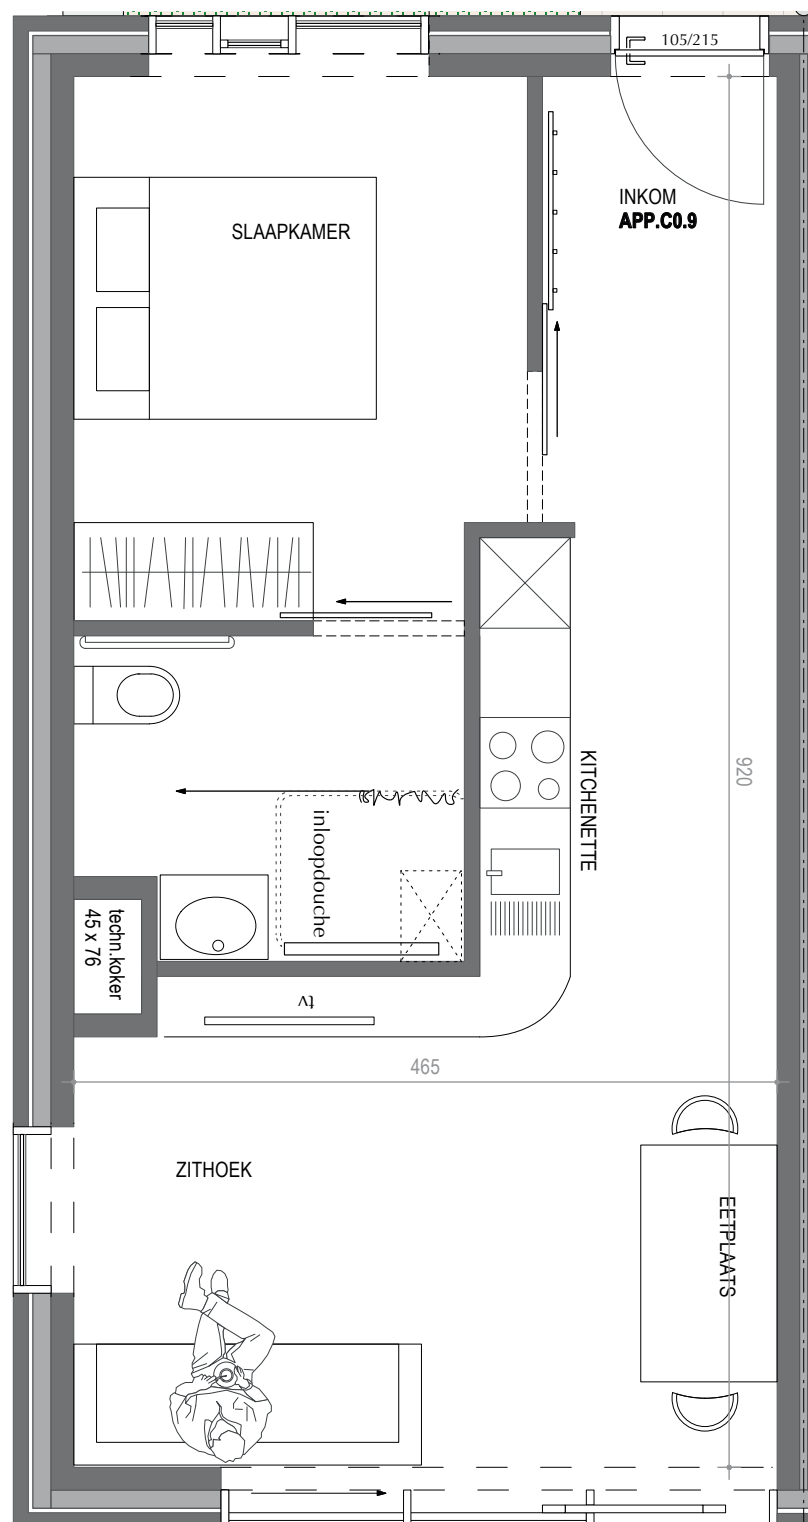 105/215
INKOM
APP.C0.9
SLAAPKAMER
KITCHENETTE
920
inloopdouche
techn.koker
45 x 76
tv
465
ZITHOEK
EETPLAATS